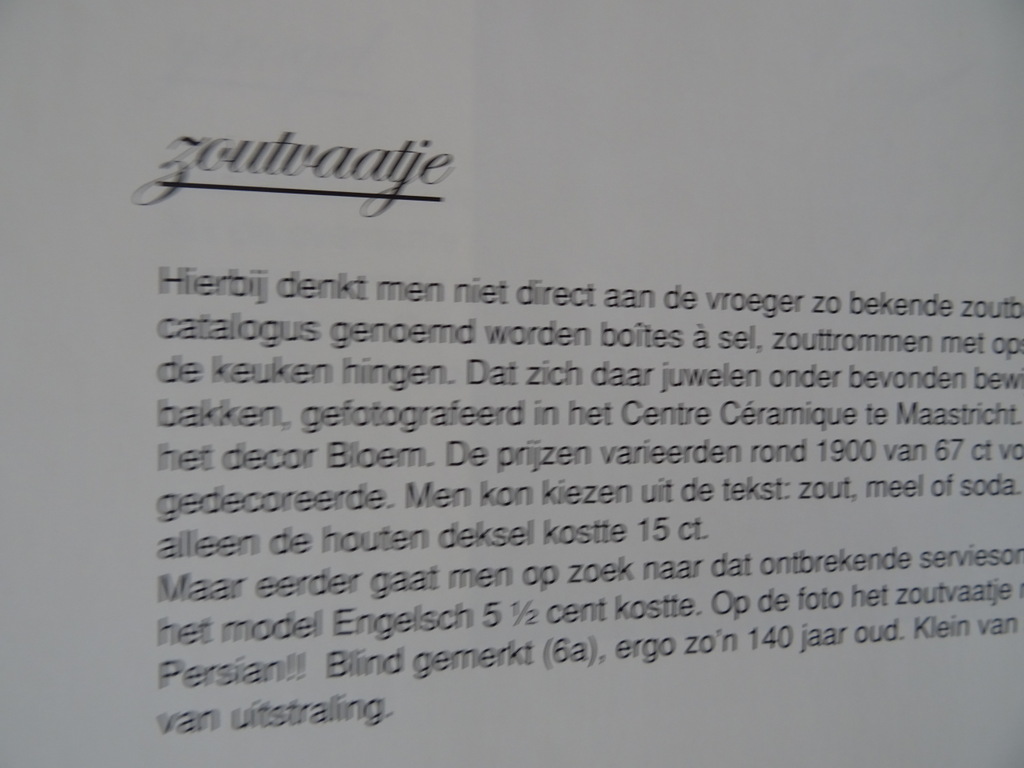 zoutvaatje
Hierbij denkt men niet direct aan de vroeger zo bekende zoutb
catalogus genoemd worden boîtes à sel, zouttrommen met ops
de keuken hingen. Dat zich daar juwelen onder bevonden bewi
bakken, gefotografeerd in het Centre Céramique te Maastricht.
het decor Bloem. De prijzen varieerden rond 1900 van 67 ct vo
gedecoreerde. Men kon kiezen uit de tekst: zout, meel of soda.
alleen de houten deksel kostte 15 ct.
Maar eerder gaat men op zoek naar dat ontbrekende servieson
het model Engelsch 5 ½ cent kostte. Op de foto het zoutvaatje
Persian!! Blind gemerkt (6a), ergo zo'n 140 jaar oud. Klein van
van uitstraling.